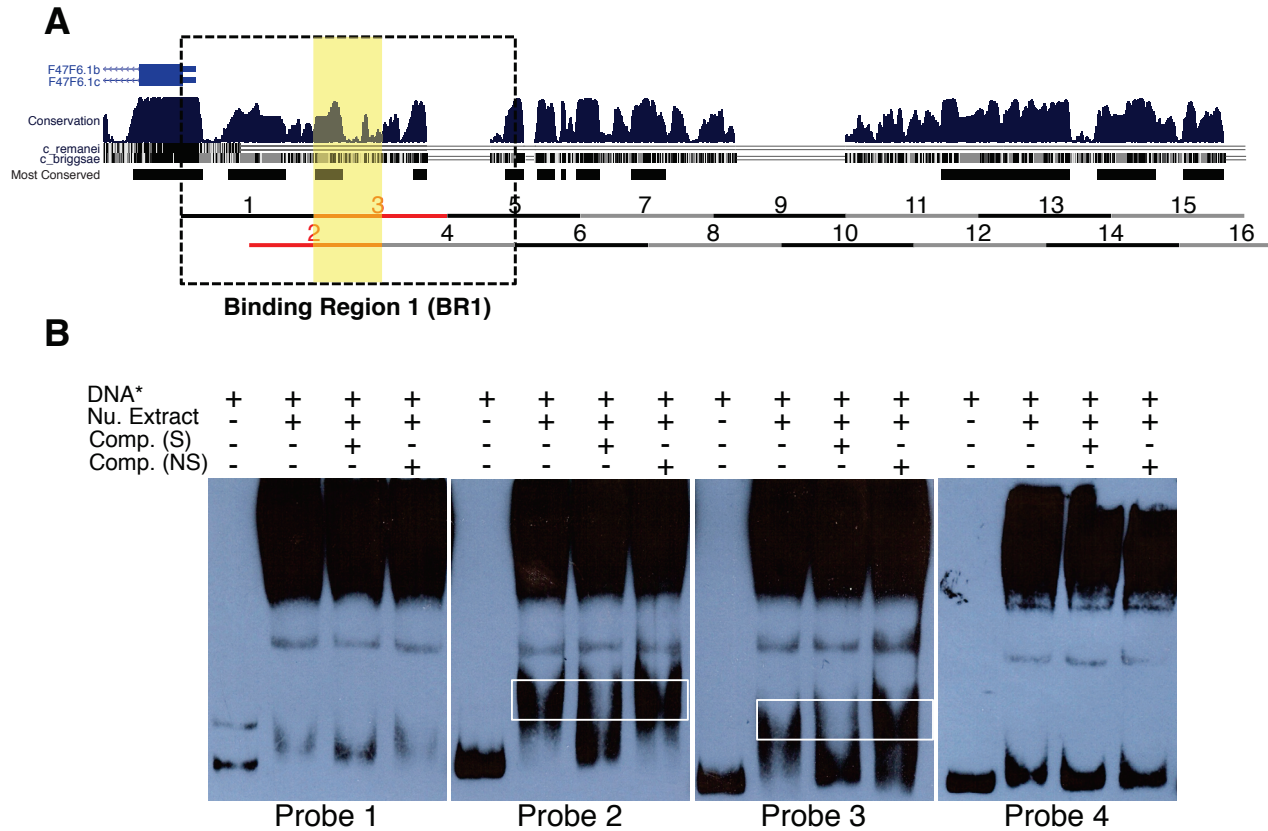 A
F47F6.1b
F47F6.1c
Conservation
c_remanei
c_briggsae
Most Conserved
1 3 5 7 9 11 13 15
2 4 6 8 10 12 14 16
Binding Region 1 (BR1)
B
DNA* + + + + + + + + + + + + + + + +
Nu. Extract - + + + - + + + - + + + - + + +
Comp. (S) - - + - - + - - + - - +
Comp. (NS) - - - + - - - + - - - + - - - +
Probe 1 Probe 2 Probe 3 Probe 4